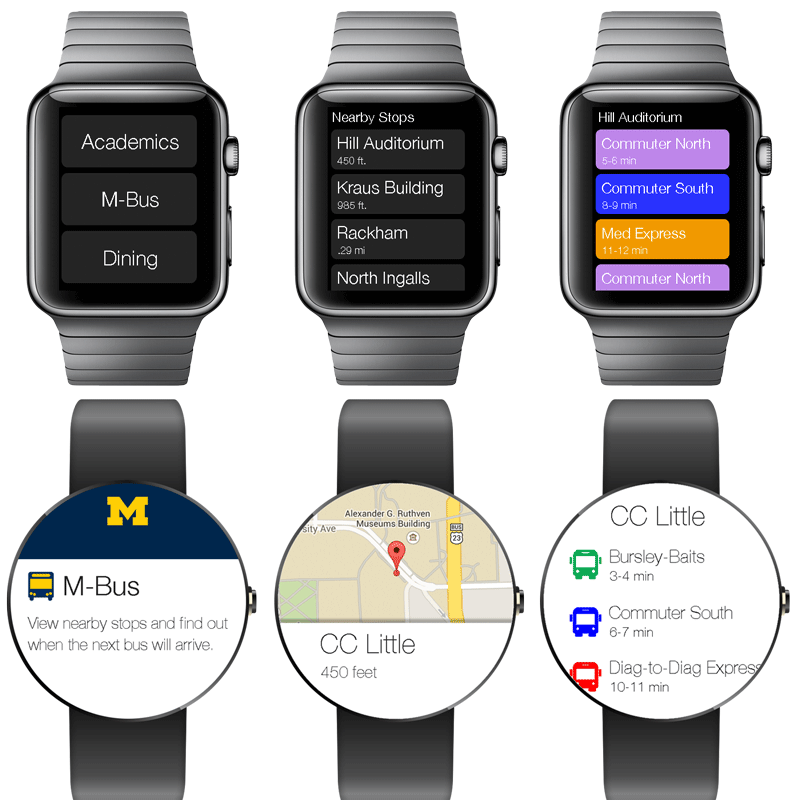 Academics
M-Bus
Dining
Nearby Stops
Hill Auditorium
450 ft.
Kraus Building
985 ft.
Rackham
.29 mi
North Ingalls
Hill Auditorium
Commuter North
5-6 min
Commuter South
8-9 min
Med Express
11-12 min
Commuter North
M
M-Bus
View nearby stops and find out
when the next bus will arrive.
Alexander G. Ruthven
Museums Building
sity Ave
BUS
23
CC Little
450 feet
CC Little
Bursley-Baits
3-4 min
Commuter South
6-7 min
Diag-to-Diag Express
10-11 min